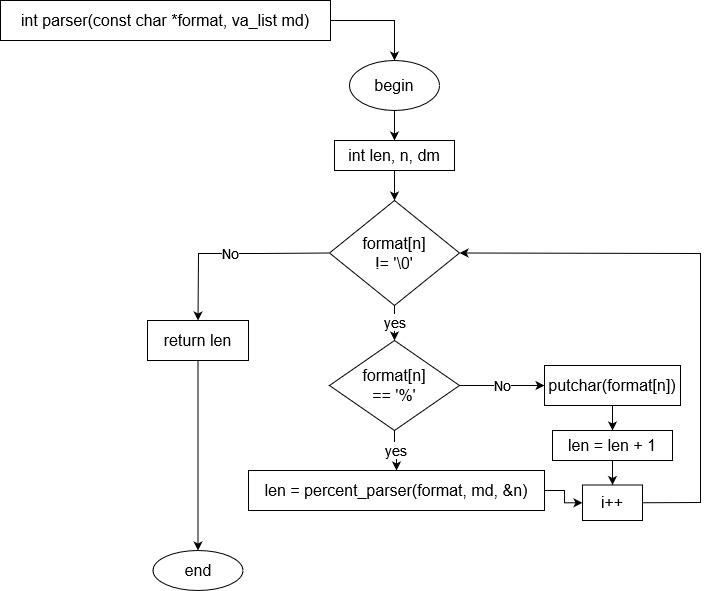 int parser(const char *format, va_list md)
begin
int len, n, dm
format[n]
!= '\0'
No
yes
return len
format[n]
== '%'
No
putchar(format[n])
yes
len = len + 1
len = percent_parser(format, md, &n)
i++
end